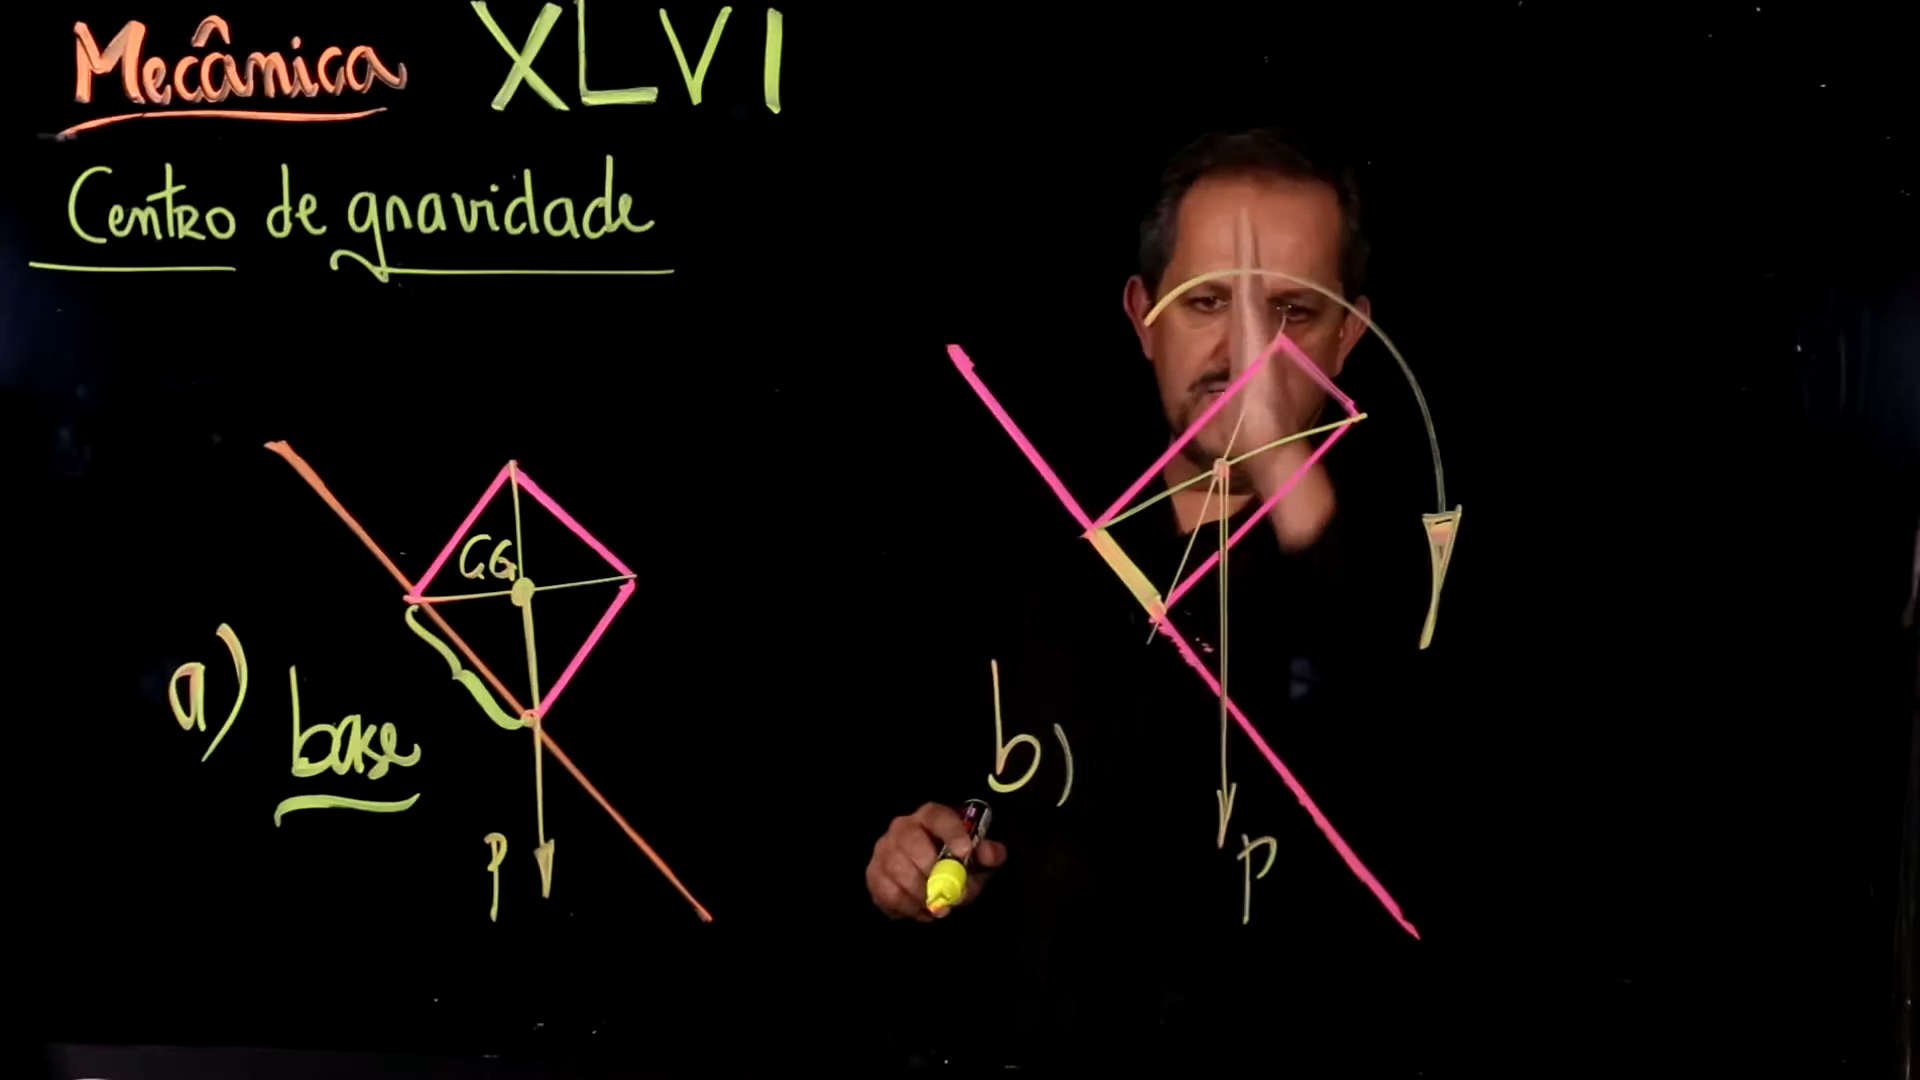 Mecânica XLVI
Centro de gravidade
CG
a)
base
P
b)
P